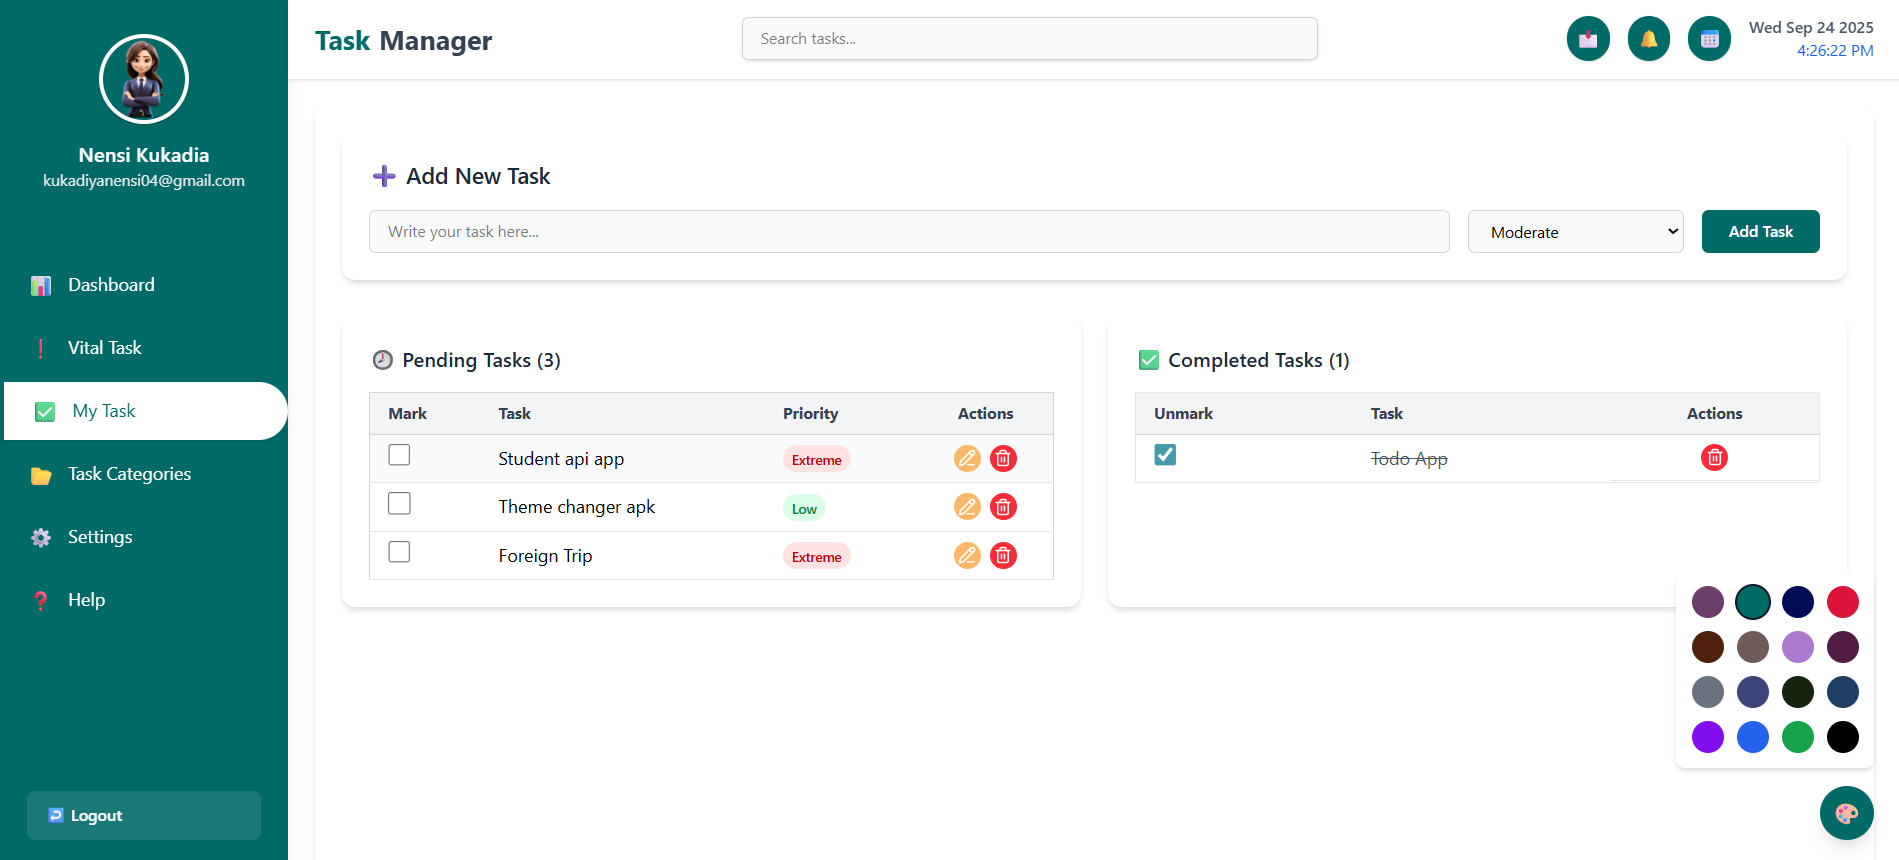 Nensi Kukadia
kukadiyanensi04@gmail.com
Dashboard
Vital Task
My Task
Task Categories
Settings
Help
Logout
Task Manager
Search tasks...
Wed Sep 24 2025
4:26:22 PM
Add New Task
Write your task here...
Moderate
Add Task
Pending Tasks (3)
Mark Task Priority Actions
Student api app Extreme
Theme changer apk Low
Foreign Trip Extreme
Completed Tasks (1)
Unmark Task Actions
Todo App